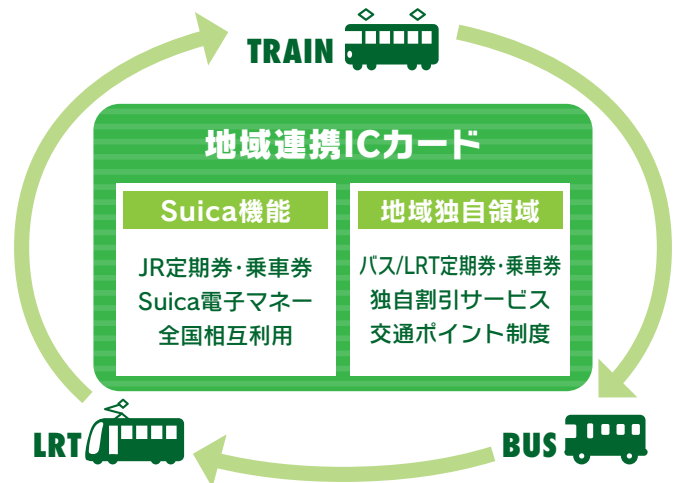 TRAIN
地域連携ICカード
Suica機能
JR定期券・乗車券
Suica電子マネー
全国相互利用
地域独自領域
バス/LRT定期券・乗車券
独自割引サービス
交通ポイント制度
LRT
BUS